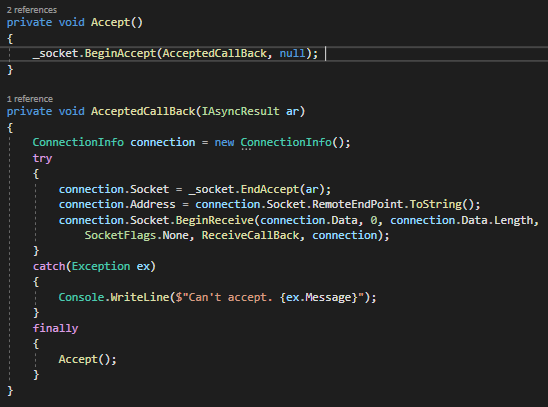 2 references
private void Accept()
{
    _socket.BeginAccept(AcceptedCallBack, null);
}
1 reference
private void AcceptedCallBack(IAsyncResult ar)
{
    ConnectionInfo connection = new ConnectionInfo();
    try
    {
        connection.Socket = _socket.EndAccept(ar);
        connection.Address = connection.Socket.RemoteEndPoint.ToString();
        connection.Socket.BeginReceive(connection.Data, 0, connection.Data.Length,
            SocketFlags.None, ReceiveCallBack, connection);
    }
    catch(Exception ex)
    {
        Console.WriteLine($"Can't accept. {ex.Message}");
    }
    finally
    {
        Accept();
    }
}